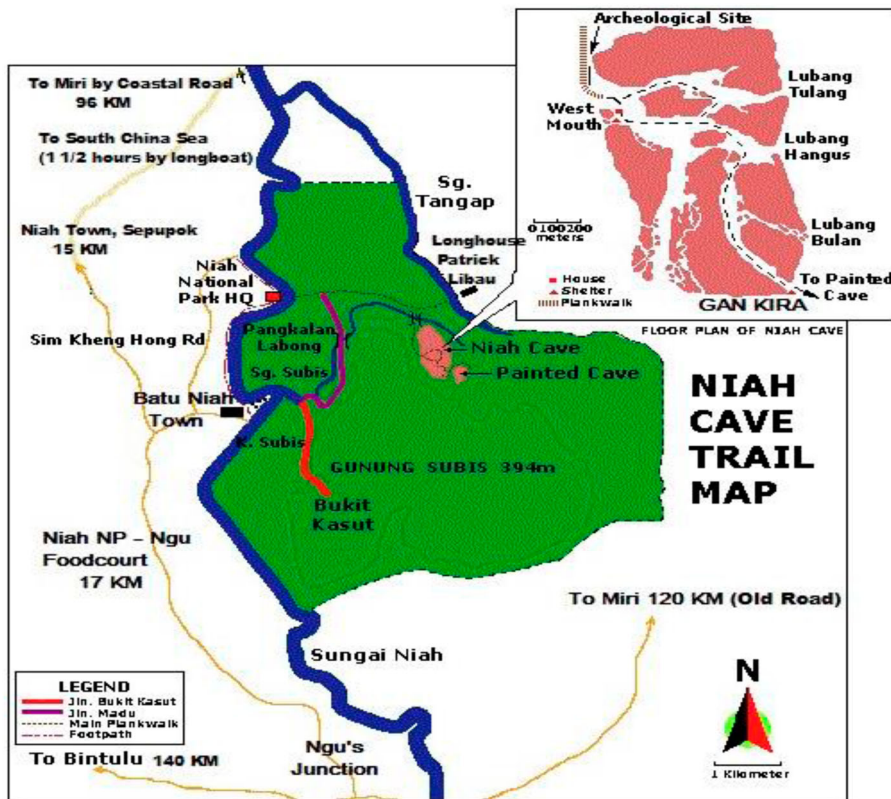 Archeological Site
Lubang
Tulang
West
Mouth
Lubang
Hangus
0100200
meters
Lubang
Bulan
House
Shelter
Plankwalk
To Painted
Cave
GAN KIRA
FLOOR PLAN OF NIAH CAVE
To Miri by Coastal Road
96 KM
To South China Sea
(1 1/2 hours by longboat)
Sg.
Tangap
Niah Town, Sepupok
15 KM
Niah
National
Park HQ
Longhouse
Patrick
Libau
Sim Kheng Hong Rd
Pangkalan
Labong
Sg. Subis
Niah Cave
Painted Cave
Batu Niah
Town
K. Subis
GUNUNG SUBIS 394m
Bukit
Kasut
NIAH
CAVE
TRAIL
MAP
Niah NP - Ngu
Foodcourt
17 KM
To Miri 120 KM (Old Road)
Sungai Niah
N
1 Kilometer
LEGEND
Jln. Bukit Kasut
Jln. Madu
Main Plankwalk
Footpath
Ngu's
Junction
To Bintulu 140 KM